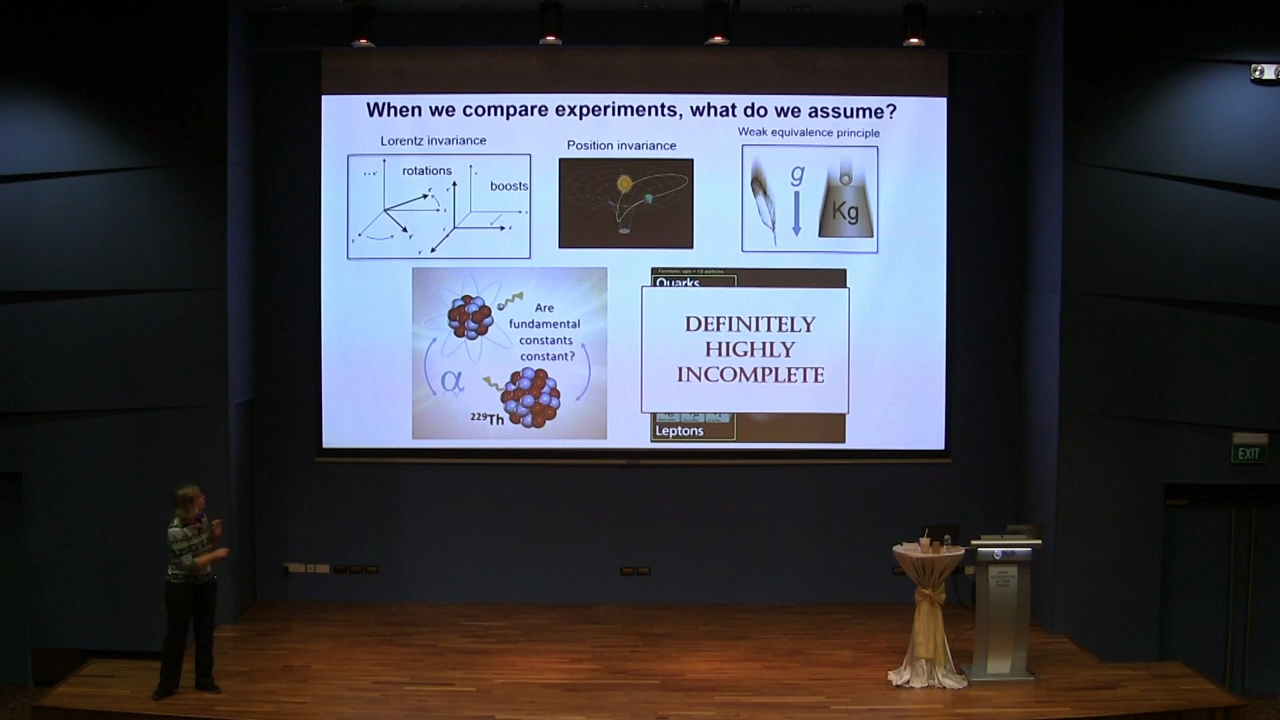 When we compare experiments, what do we assume?
Lorentz invariance
Position invariance
Weak equivalence principle
rotations
boosts
g
Kg
Are
fundamental
constants
constant?
α
²²⁹Th
Quarks
DEFINITELY
HIGHLY
INCOMPLETE
Leptons
EXIT